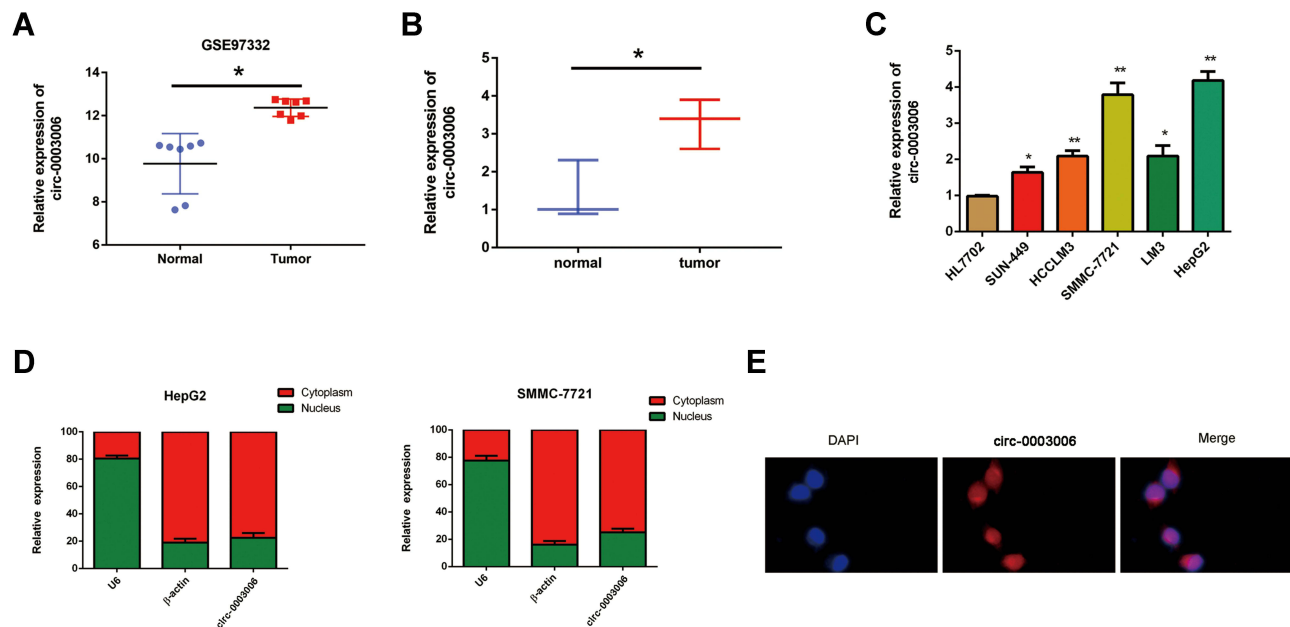 A
GSE97332
*
Relative expression of
circ-0003006
14
12
10
8
6
Normal
Tumor
B
*
Relative expression of
circ-0003006
5
4
3
2
1
0
normal
tumor
C
Relative expression of
circ-0003006
5
4
3
2
1
0
*
**
**
*
**
HL7702
SUN-449
HCCLM3
SMMC-7721
LM3
HepG2
D
HepG2
Cytoplasm
Nucleus
Relative expression
100
80
60
40
20
0
U6
β-actin
circ-0003006
SMMC-7721
Cytoplasm
Nucleus
Relative expression
100
80
60
40
20
0
U6
β-actin
circ-0003006
E
DAPI
circ-0003006
Merge